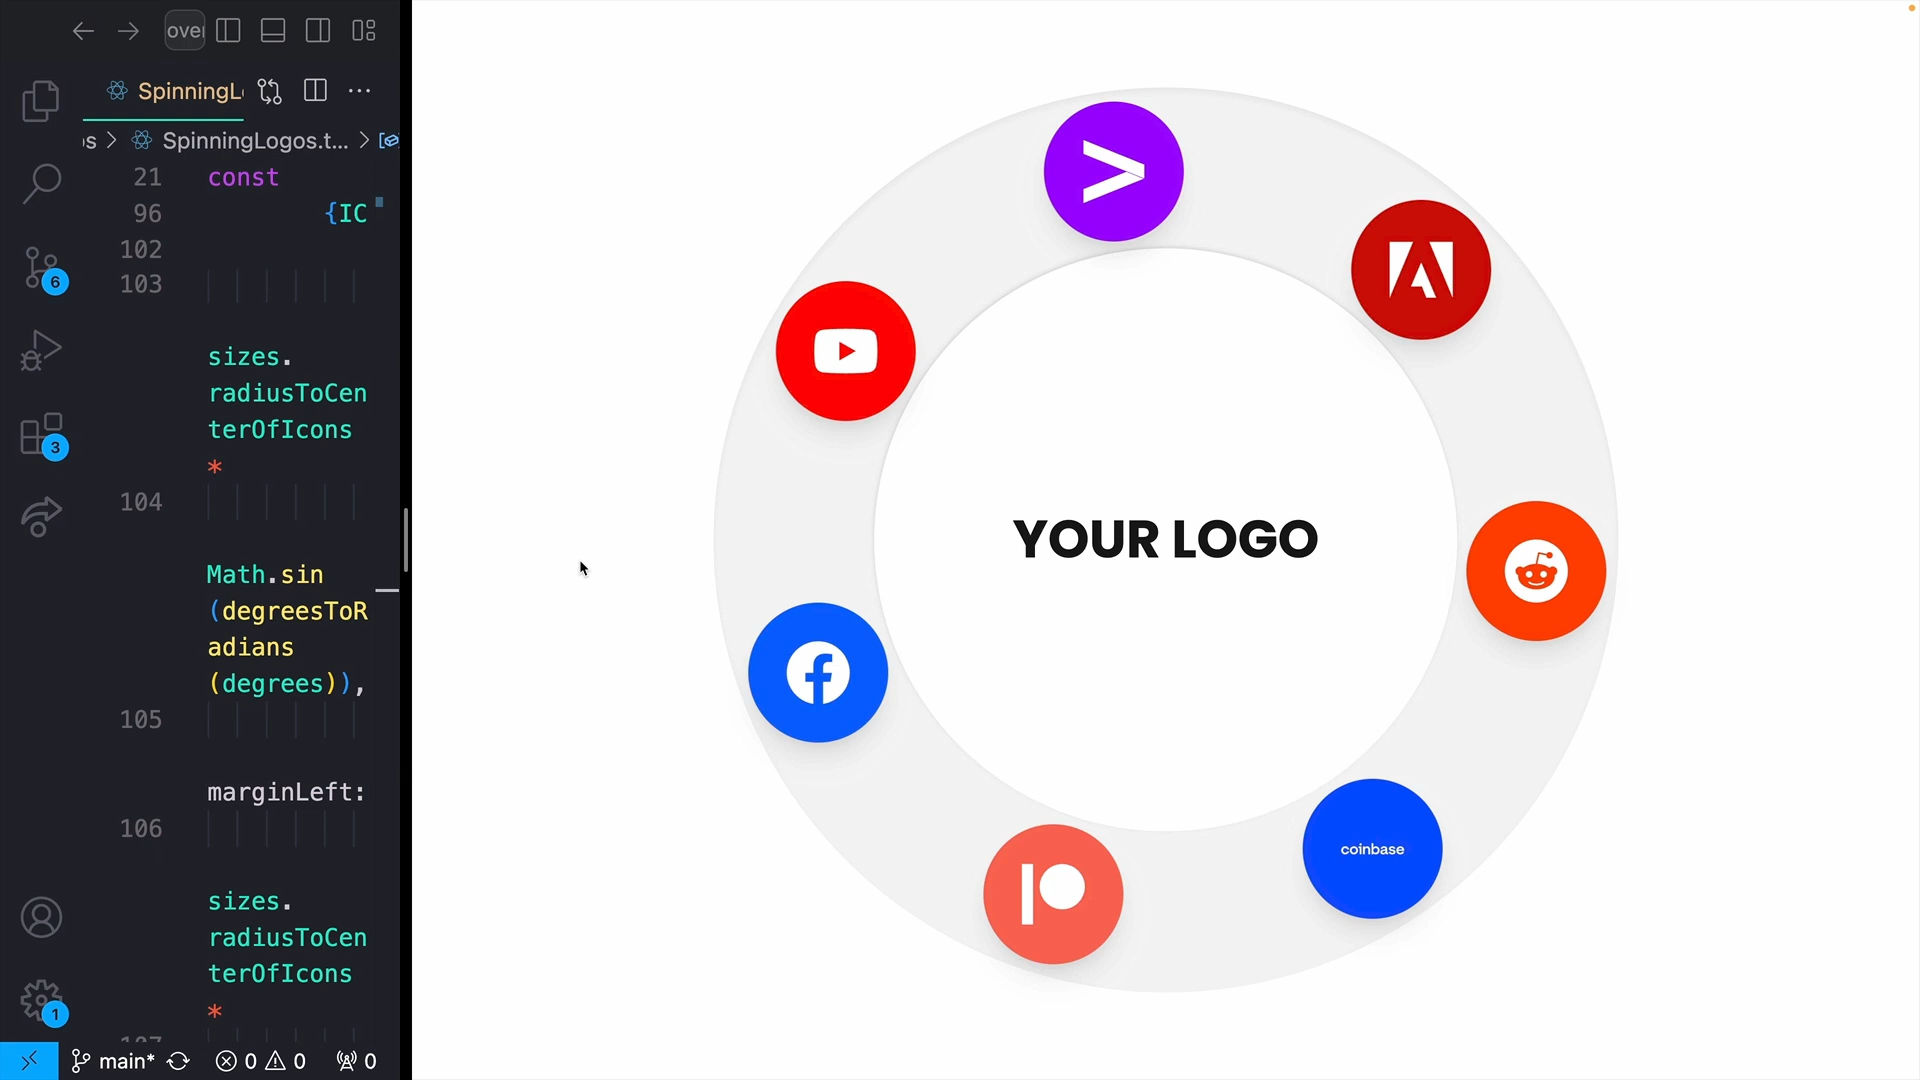 ove
SpinningL
s > SpinningLogos.t... >
21 const
96 {IC
102
103
sizes.
radiusToCen
terOfIcons
*
104
Math.sin
(degreesToR
adians
(degrees)),
105
marginLeft:
106
sizes.
radiusToCen
terOfIcons
*
107
6
3
1
main* 0 0 0
YOUR LOGO
coinbase